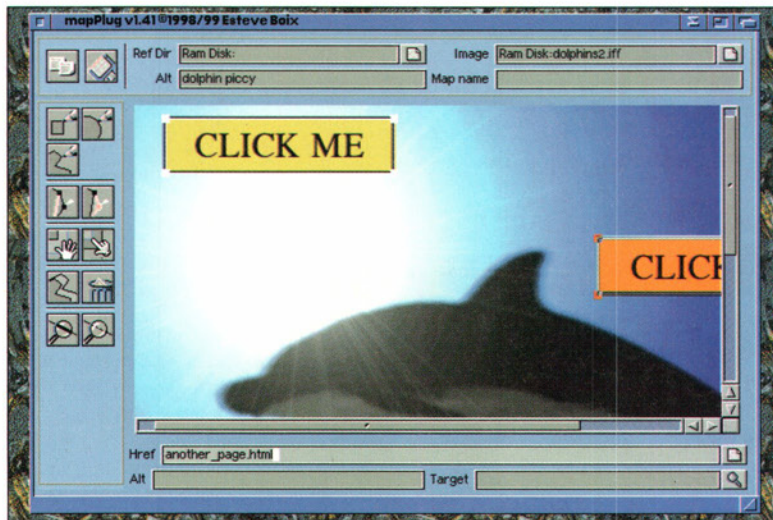 mapPlug v1.41 ©1998/99 Esteve Boix
Ref Dir Ram Disk: Image Ram Disk:dolphins2.iff
Alt dolphin piccy Map name
CLICK ME
CLICK
Href another_page.html
Alt Target